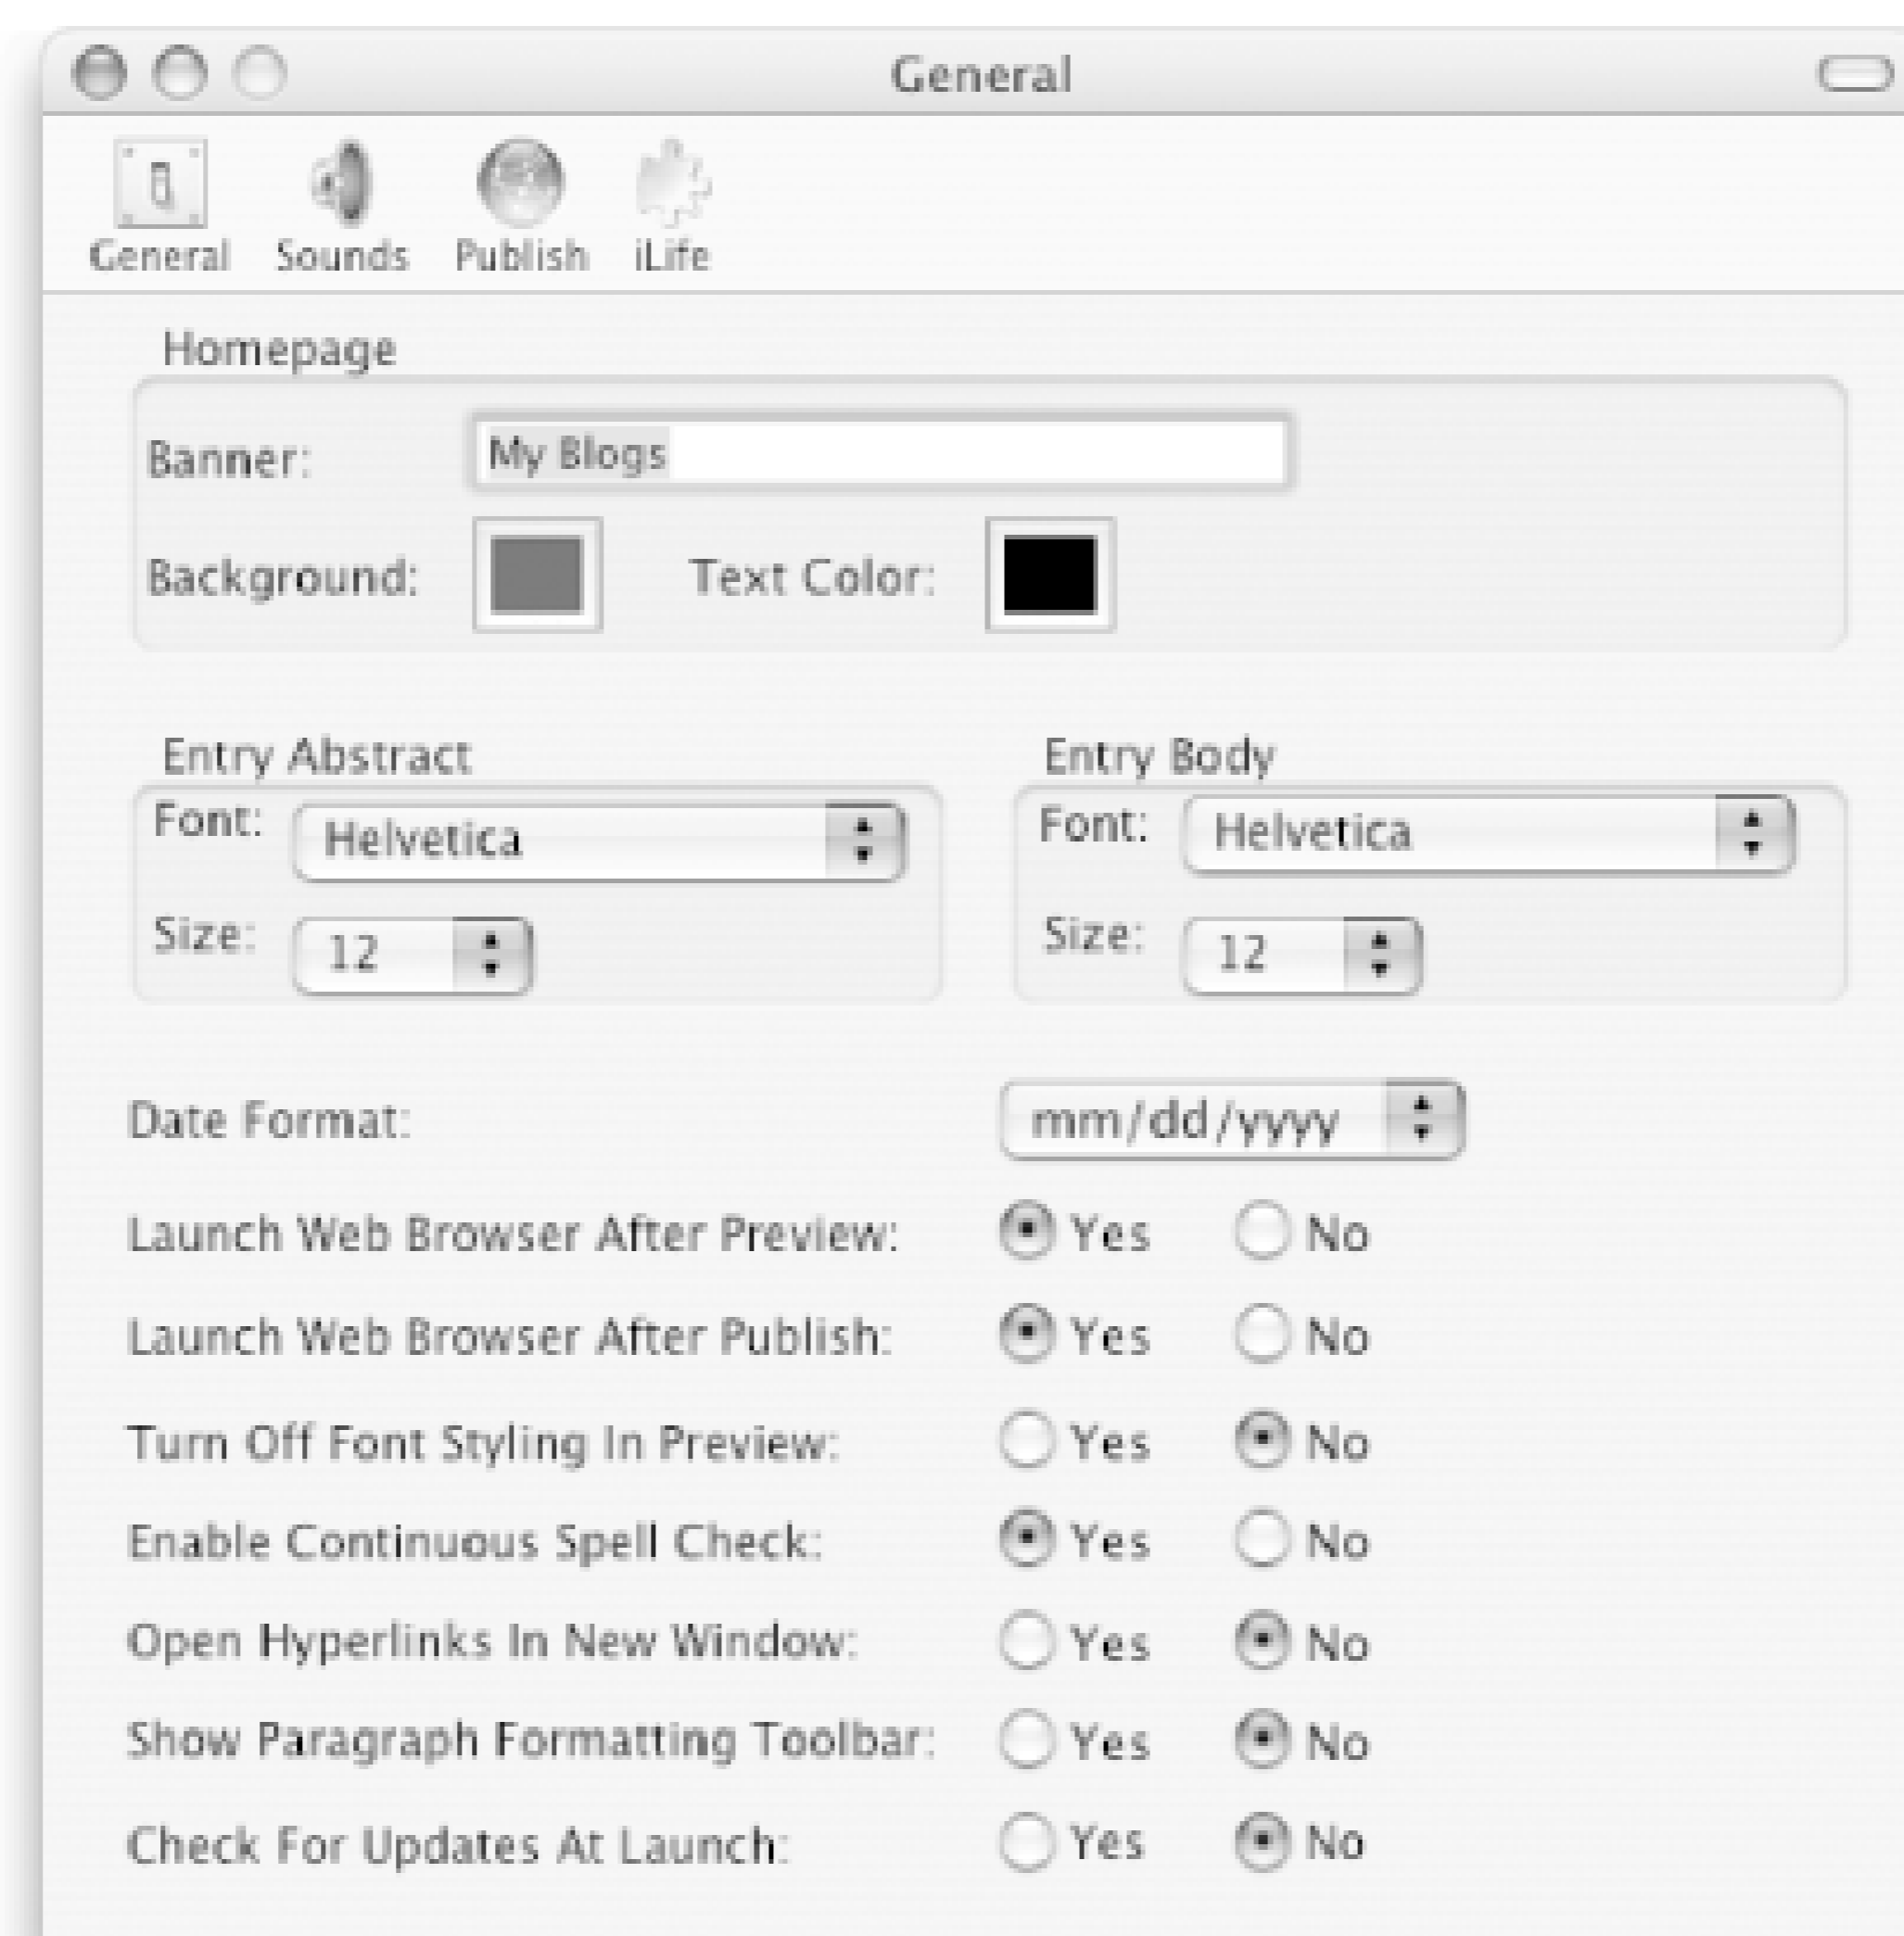 General
General Sounds Publish iLife
Homepage
Banner: My Blogs
Background: Text Color:
Entry Abstract Entry Body
Font: Helvetica Font: Helvetica
Size: 12 Size: 12
Date Format: mm/dd/yyyy
Launch Web Browser After Preview: Yes No
Launch Web Browser After Publish: Yes No
Turn Off Font Styling In Preview: Yes No
Enable Continuous Spell Check: Yes No
Open Hyperlinks In New Window: Yes No
Show Paragraph Formatting Toolbar: Yes No
Check For Updates At Launch: Yes No